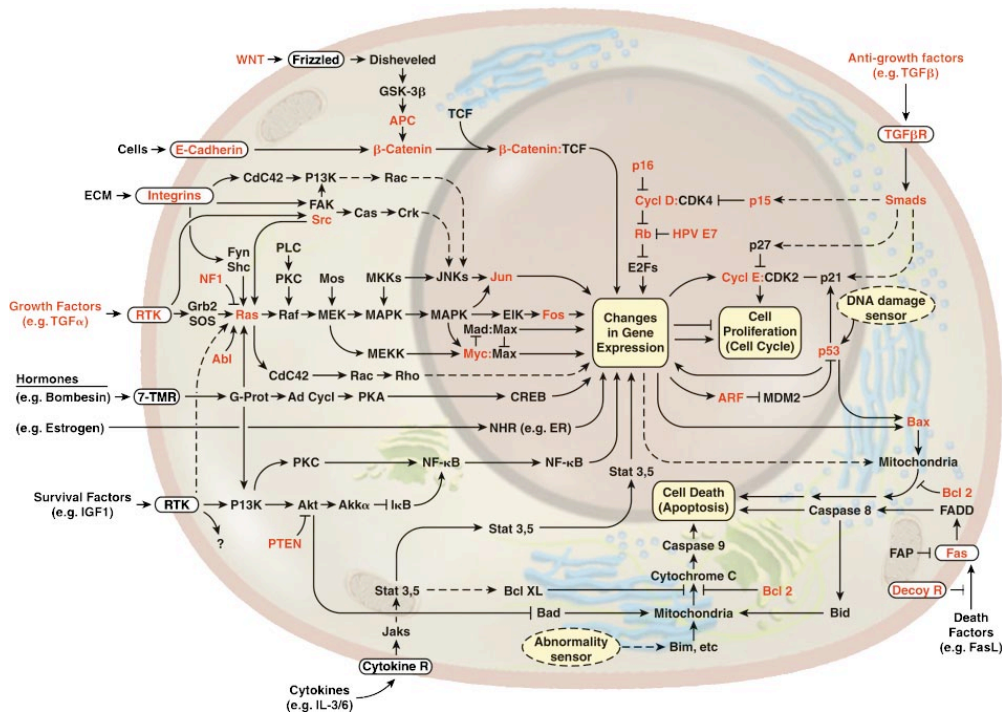 WNT
Frizzled
Disheveled
GSK-3β
APC
TCF
Cells
E-Cadherin
β-Catenin
β-Catenin:TCF
ECM
Integrins
CdC42
P13K
Rac
FAK
Src
Cas
Crk
Fyn
Shc
PLC
NF1
PKC
Mos
MKKs
JNKs
Jun
Growth Factors
(e.g. TGFα)
RTK
Grb2
SOS
Ras
Raf
MEK
MAPK
MAPK
ElK
Fos
Mad:Max
Abl
MEKK
Myc:Max
CdC42
Rac
Rho
Hormones
(e.g. Bombesin)
7-TMR
G-Prot
Ad Cycl
PKA
CREB
(e.g. Estrogen)
NHR (e.g. ER)
PKC
NF-κB
NF-κB
Stat 3,5
Survival Factors
(e.g. IGF1)
RTK
P13K
Akt
Akkα
IκB
?
PTEN
Stat 3,5
Stat 3,5
Bcl XL
Bad
Jaks
Cytokine R
Cytokines
(e.g. IL-3/6)
Anti-growth factors
(e.g. TGFβ)
TGFβR
p16
Cycl D:CDK4
p15
Smads
Rb
HPV E7
p27
E2Fs
Cycl E:CDK2
p21
DNA damage
sensor
Changes
in Gene
Expression
Cell
Proliferation
(Cell Cycle)
p53
ARF
MDM2
Bax
Mitochondria
Bcl 2
Cell Death
(Apoptosis)
Caspase 8
FADD
Caspase 9
FAP
Fas
Cytochrome C
Bcl 2
Decoy R
Mitochondria
Bid
Death
Factors
(e.g. FasL)
Abnormality
sensor
Bim, etc